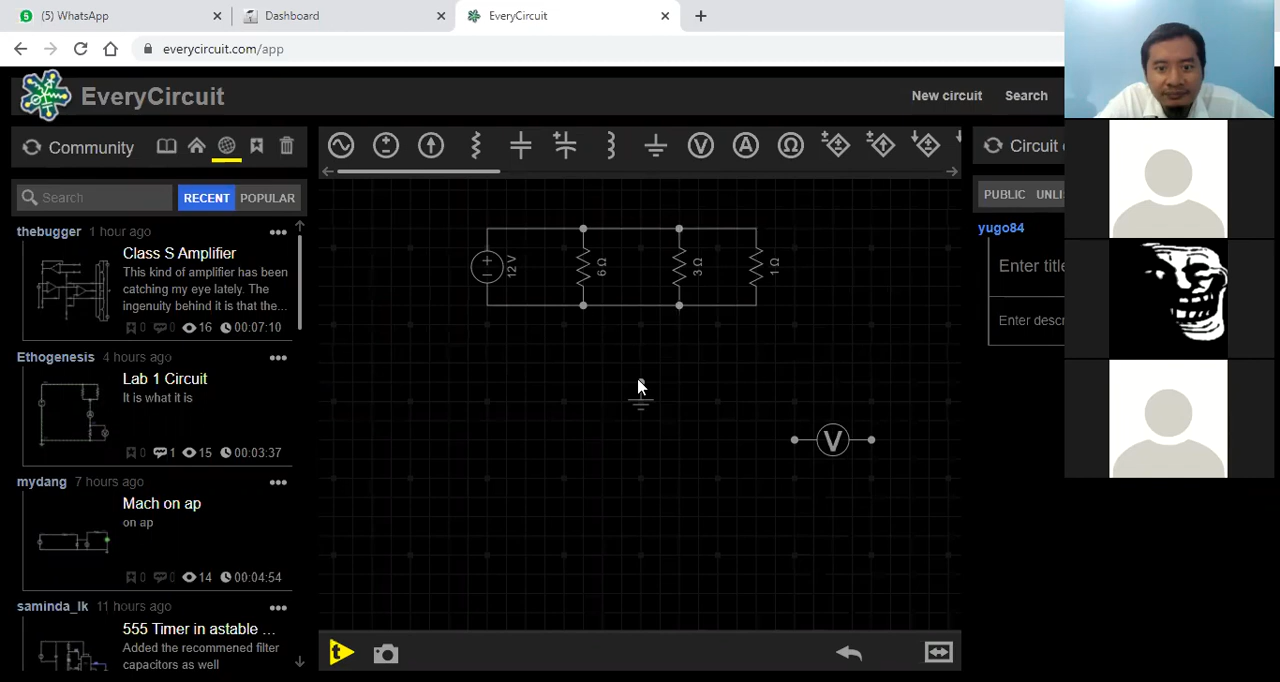 5
(5) WhatsApp
Dashboard
EveryCircuit
everycircuit.com/app
EveryCircuit
New circuit
Search
Community
Search
RECENT
POPULAR
thebugger 1 hour ago
Class S Amplifier
This kind of amplifier has been
catching my eye lately. The
ingenuity behind it is that the...
0 0 16 00:07:10
Ethogenesis 4 hours ago
Lab 1 Circuit
It is what it is
0 1 15 00:03:37
mydang 7 hours ago
Mach on ap
on ap
0 0 14 00:04:54
saminda_lk 11 hours ago
555 Timer in astable ...
Added the recommened filter
capacitors as well
V
A
Ω
12 V
6 Ω
3 Ω
1 Ω
V
t
Circuit
PUBLIC
UNLI
yugo84
Enter title
Enter descr